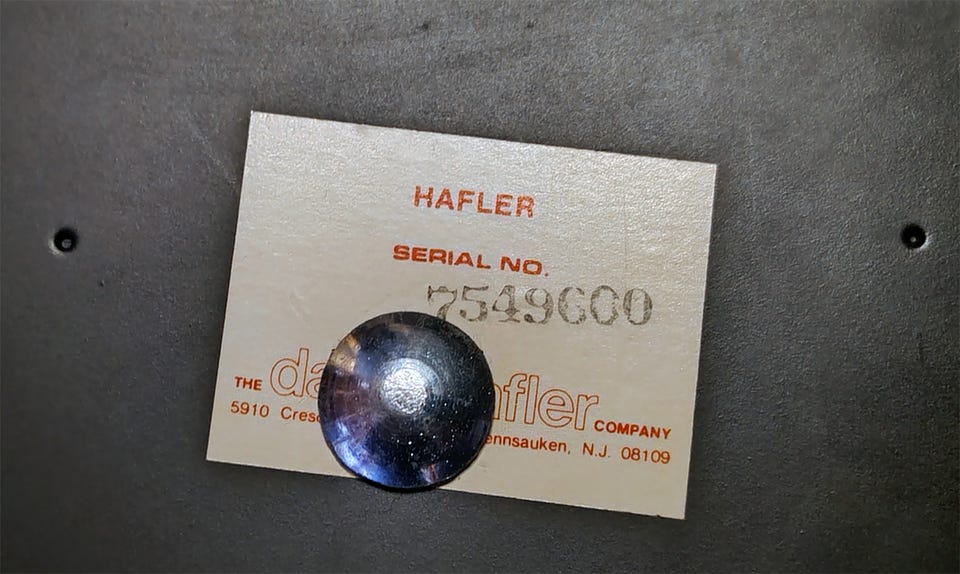 HAFLER
SERIAL NO.
7549600
THE COMPANY
5910 N.J. 08109